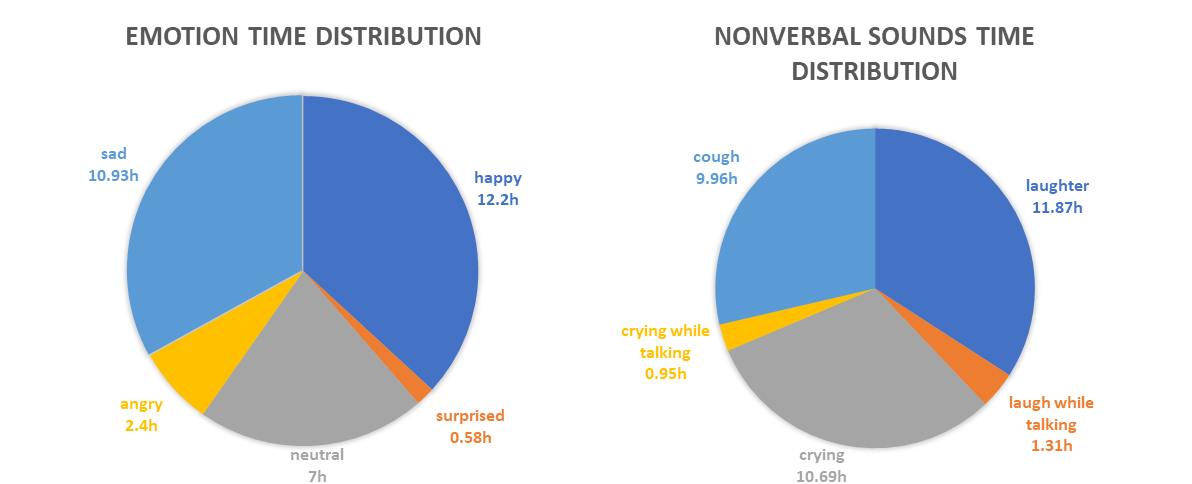 EMOTION TIME DISTRIBUTION
sad
10.93h
happy
12.2h
angry
2.4h
surprised
0.58h
neutral
7h
NONVERBAL SOUNDS TIME
DISTRIBUTION
cough
9.96h
laughter
11.87h
crying while
talking
0.95h
laugh while
talking
1.31h
crying
10.69h